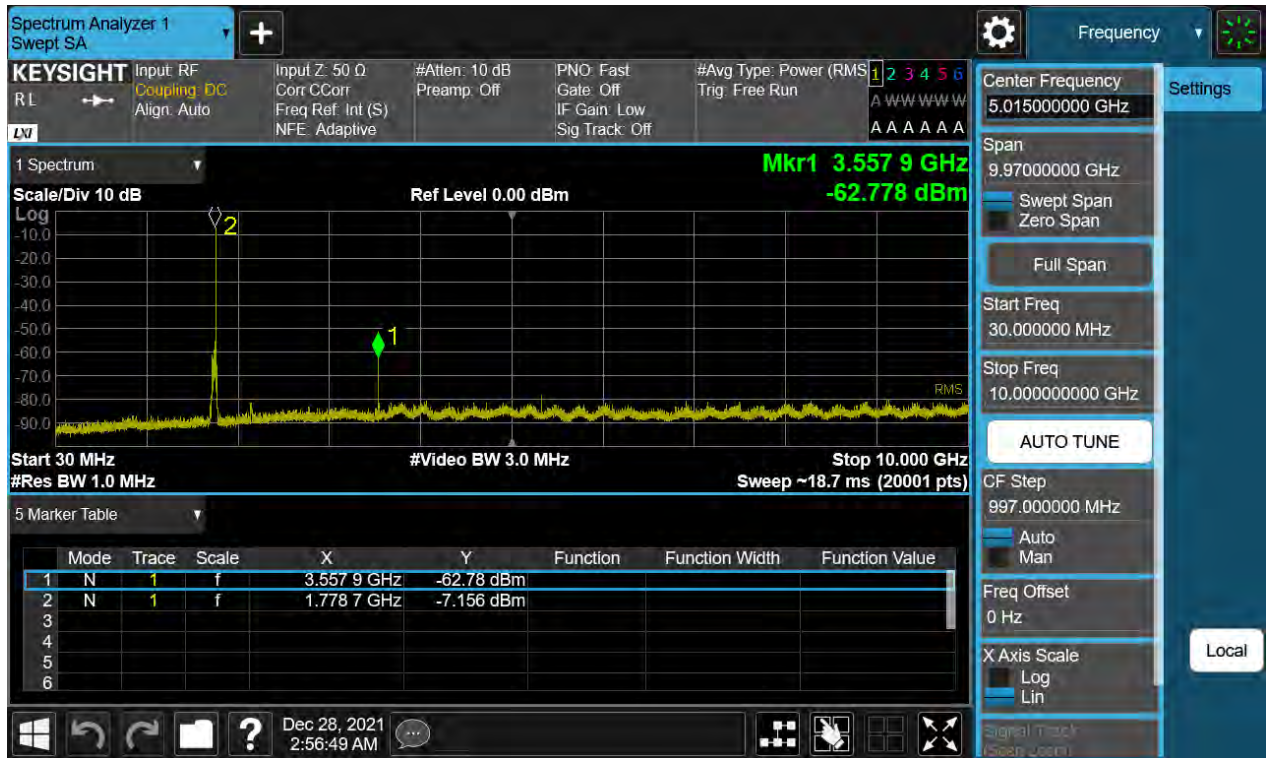 Spectrum Analyzer 1
Swept SA
+
Frequency
KEYSIGHT
RL
LXI
Input: RF
Coupling: DC
Align: Auto
Input Z: 50 Ω
Corr CCorr
Freq Ref: Int (S)
NFE: Adaptive
#Atten: 10 dB
Preamp: Off
PNO: Fast
Gate: Off
IF Gain: Low
Sig Track: Off
#Avg Type: Power (RMS
Trig: Free Run
1 2 3 4 5 6
A W W W W W
A A A A A A
1 Spectrum
Scale/Div 10 dB
Ref Level 0.00 dBm
Mkr1 3.557 9 GHz
-62.778 dBm
Log
-10.0
-20.0
-30.0
-40.0
-50.0
-60.0
-70.0
-80.0
-90.0
2
1
RMS
Start 30 MHz
#Video BW 3.0 MHz
Stop 10.000 GHz
#Res BW 1.0 MHz
Sweep ~18.7 ms (20001 pts)
5 Marker Table
Mode Trace Scale X Y Function Function Width Function Value
1 N 1 f 3.557 9 GHz -62.78 dBm
2 N 1 f 1.778 7 GHz -7.156 dBm
3
4
5
6
?
Dec 28, 2021
2:56:49 AM
Center Frequency
5.015000000 GHz
Settings
Span
9.97000000 GHz
Swept Span
Zero Span
Full Span
Start Freq
30.000000 MHz
Stop Freq
10.000000000 GHz
AUTO TUNE
CF Step
997.000000 MHz
Auto
Man
Freq Offset
0 Hz
X Axis Scale
Log
Lin
Local
Signal Track
(Span Zoom)